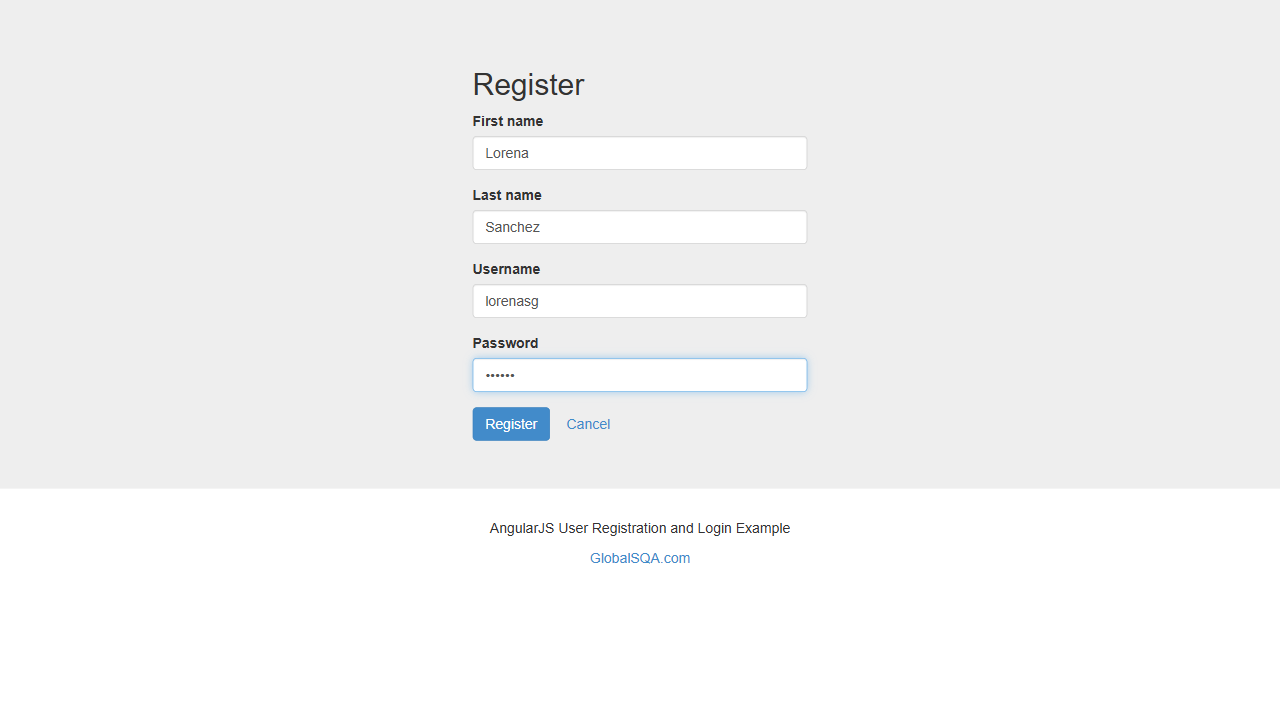 Register
First name
Lorena
Last name
Sanchez
Username
lorenasg
Password
••••••
Register Cancel
AngularJS User Registration and Login Example
GlobalSQA.com